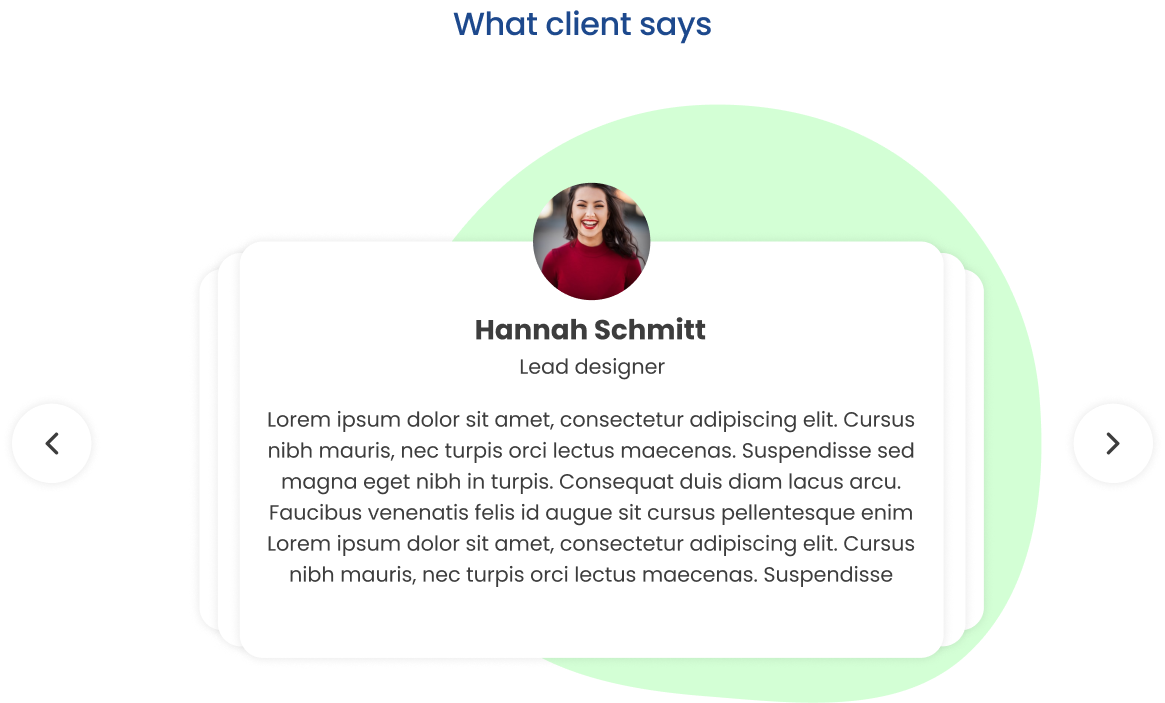 What client says
Hannah Schmitt
Lead designer
Lorem ipsum dolor sit amet, consectetur adipiscing elit. Cursus
nibh mauris, nec turpis orci lectus maecenas. Suspendisse sed
magna eget nibh in turpis. Consequat duis diam lacus arcu.
Faucibus venenatis felis id augue sit cursus pellentesque enim
Lorem ipsum dolor sit amet, consectetur adipiscing elit. Cursus
nibh mauris, nec turpis orci lectus maecenas. Suspendisse